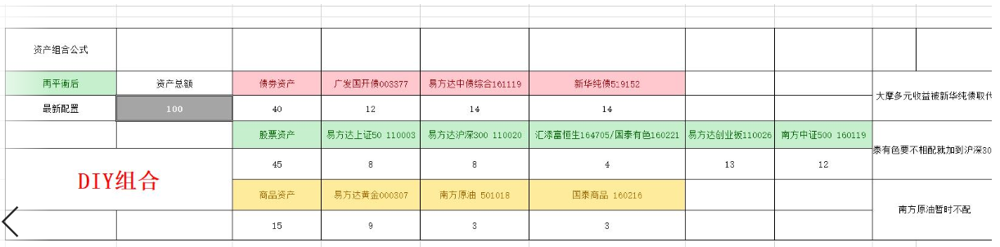 资产组合公式
再平衡后 资产总额 债券资产 广发国开债003377 易方达中债综合161119 新华纯债519152
大摩多元收益被新华纯债取代
最新配置 100 40 12 14 14
股票资产 易方达上证50 110003 易方达沪深300 110020 汇添富恒生164705/国泰有色160221 易方达创业板110026 南方中证500 160119
泰有色要不相配就加到沪深30
45 8 8 4 13 12
DIY组合
商品资产 易方达黄金000307 南方原油 501018 国泰商品 160216
南方原油暂时不配
15 9 3 3